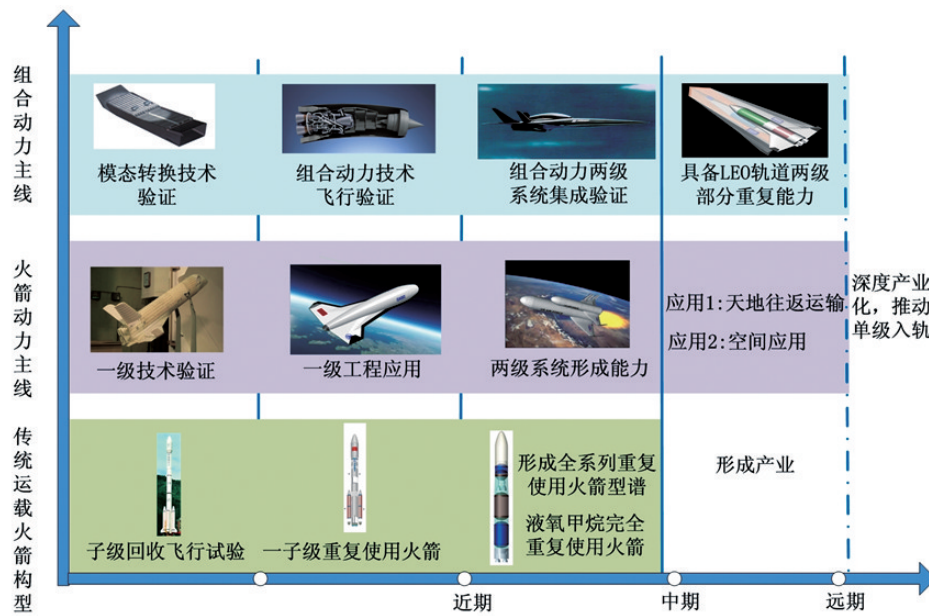 组合动力主线
模态转换技术
验证
组合动力技术
飞行验证
组合动力两级
系统集成验证
具备LEO轨道两级
部分重复能力
火箭动力主线
一级技术验证
一级工程应用
两级系统形成能力
应用1:天地往返运输
应用2:空间应用
深度产业
化，推动
单级入轨
传统运载火箭构型
子级回收飞行试验
一子级重复使用火箭
形成全系列重复
使用火箭型谱
液氧甲烷完全
重复使用火箭
形成产业
近期
中期
远期